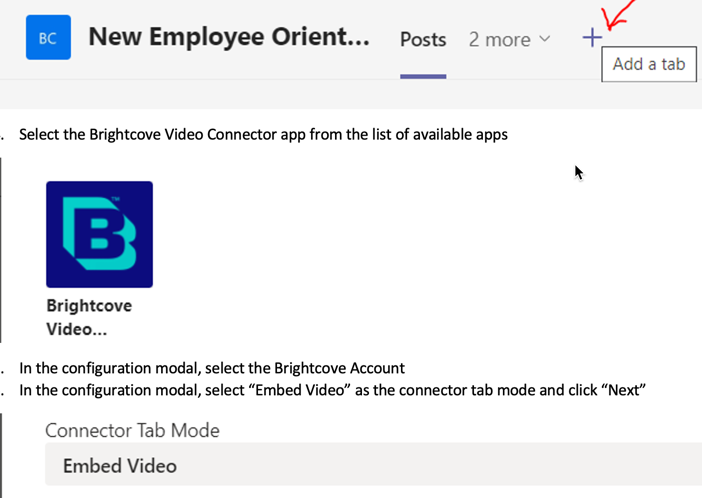 BC New Employee Orient... Posts 2 more +
Add a tab
. Select the Brightcove Video Connector app from the list of available apps
B™
Brightcove
Video...
. In the configuration modal, select the Brightcove Account
. In the configuration modal, select “Embed Video” as the connector tab mode and click “Next”
Connector Tab Mode
Embed Video